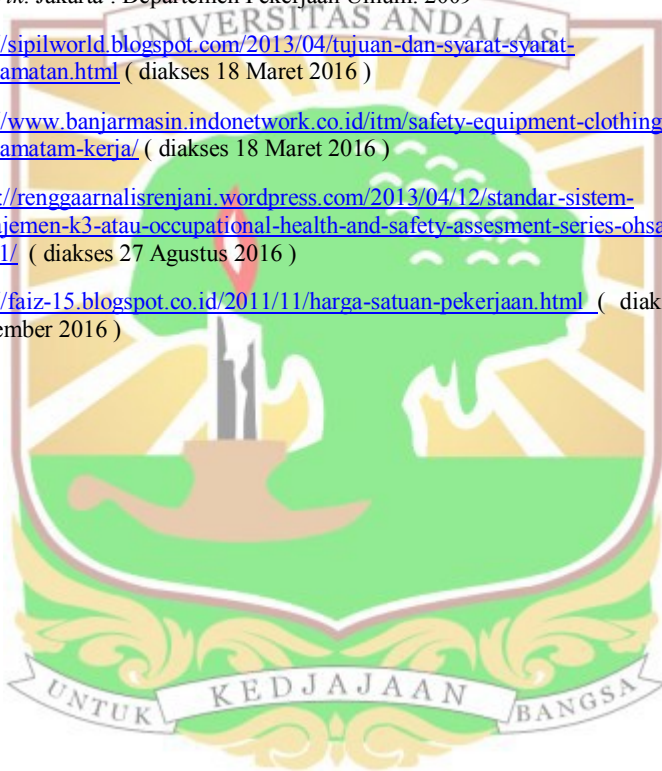 in. Jakarta : Departemen Pekerjaan Umum. 2009
UNIVERSITAS ANDALAS
/sipilworld.blogspot.com/2013/04/tujuan-dan-syarat-syarat-
amatan.html ( diakses 18 Maret 2016 )
/www.banjarmasin.indonetwork.co.id/itm/safety-equipment-clothing
amatam-kerja/ ( diakses 18 Maret 2016 )
://renggaarnalisrenjani.wordpress.com/2013/04/12/standar-sistem-
jemen-k3-atau-occupational-health-and-safety-assesment-series-ohsa
1/ ( diakses 27 Agustus 2016 )
/faiz-15.blogspot.co.id/2011/11/harga-satuan-pekerjaan.html ( diak
ember 2016 )
UNTUK KEDJAJAAN BANGSA